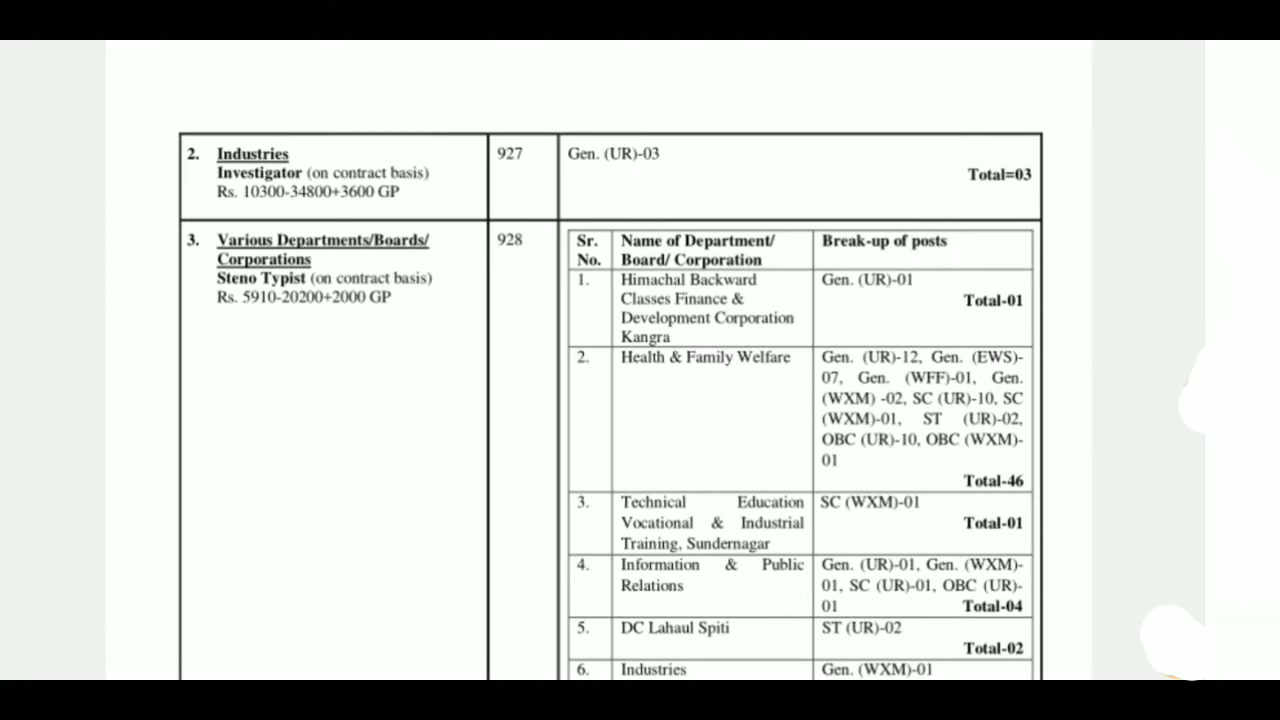 2. Industries 927 Gen. (UR)-03
Investigator (on contract basis) Total=03
Rs. 10300-34800+3600 GP
3. Various Departments/Boards/ 928
Corporations
Steno Typist (on contract basis)
Rs. 5910-20200+2000 GP
Sr. Name of Department/ Break-up of posts
No. Board/ Corporation
1. Himachal Backward Gen. (UR)-01
Classes Finance & Total-01
Development Corporation
Kangra
2. Health & Family Welfare Gen. (UR)-12, Gen. (EWS)-
07, Gen. (WFF)-01, Gen.
(WXM) -02, SC (UR)-10, SC
(WXM)-01, ST (UR)-02,
OBC (UR)-10, OBC (WXM)-
01
Total-46
3. Technical Education SC (WXM)-01
Vocational & Industrial Total-01
Training, Sundernagar
4. Information & Public Gen. (UR)-01, Gen. (WXM)-
Relations 01, SC (UR)-01, OBC (UR)-
01 Total-04
5. DC Lahaul Spiti ST (UR)-02
Total-02
6. Industries Gen. (WXM)-01